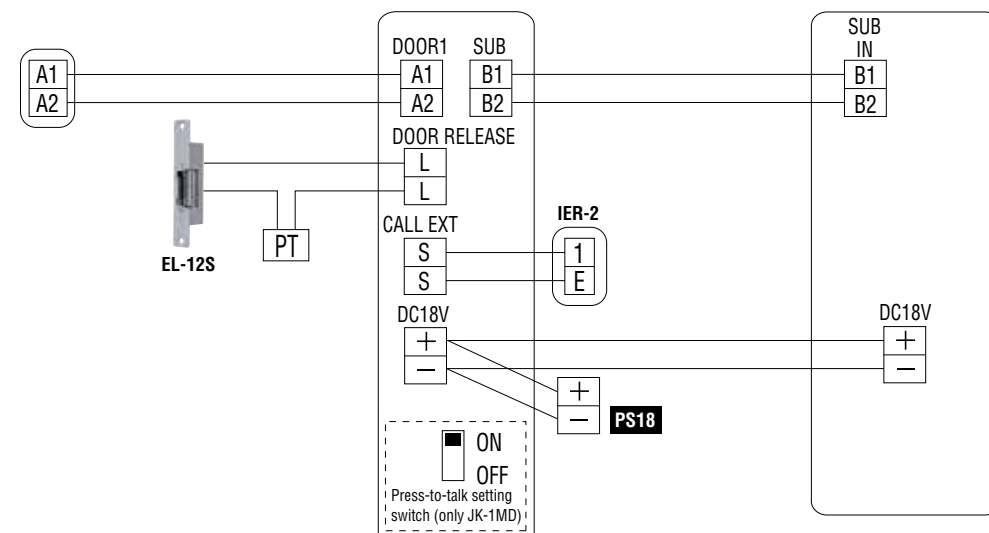 A1
A2
EL-12S
PT
DOOR1 SUB
A1 B1
A2 B2
DOOR RELEASE
L
L
CALL EXT
S
S
IER-2
1
E
DC18V
+
−
+
−
PS18
ON
OFF
Press-to-talk setting
switch (only JK-1MD)
SUB
IN
B1
B2
DC18V
+
−